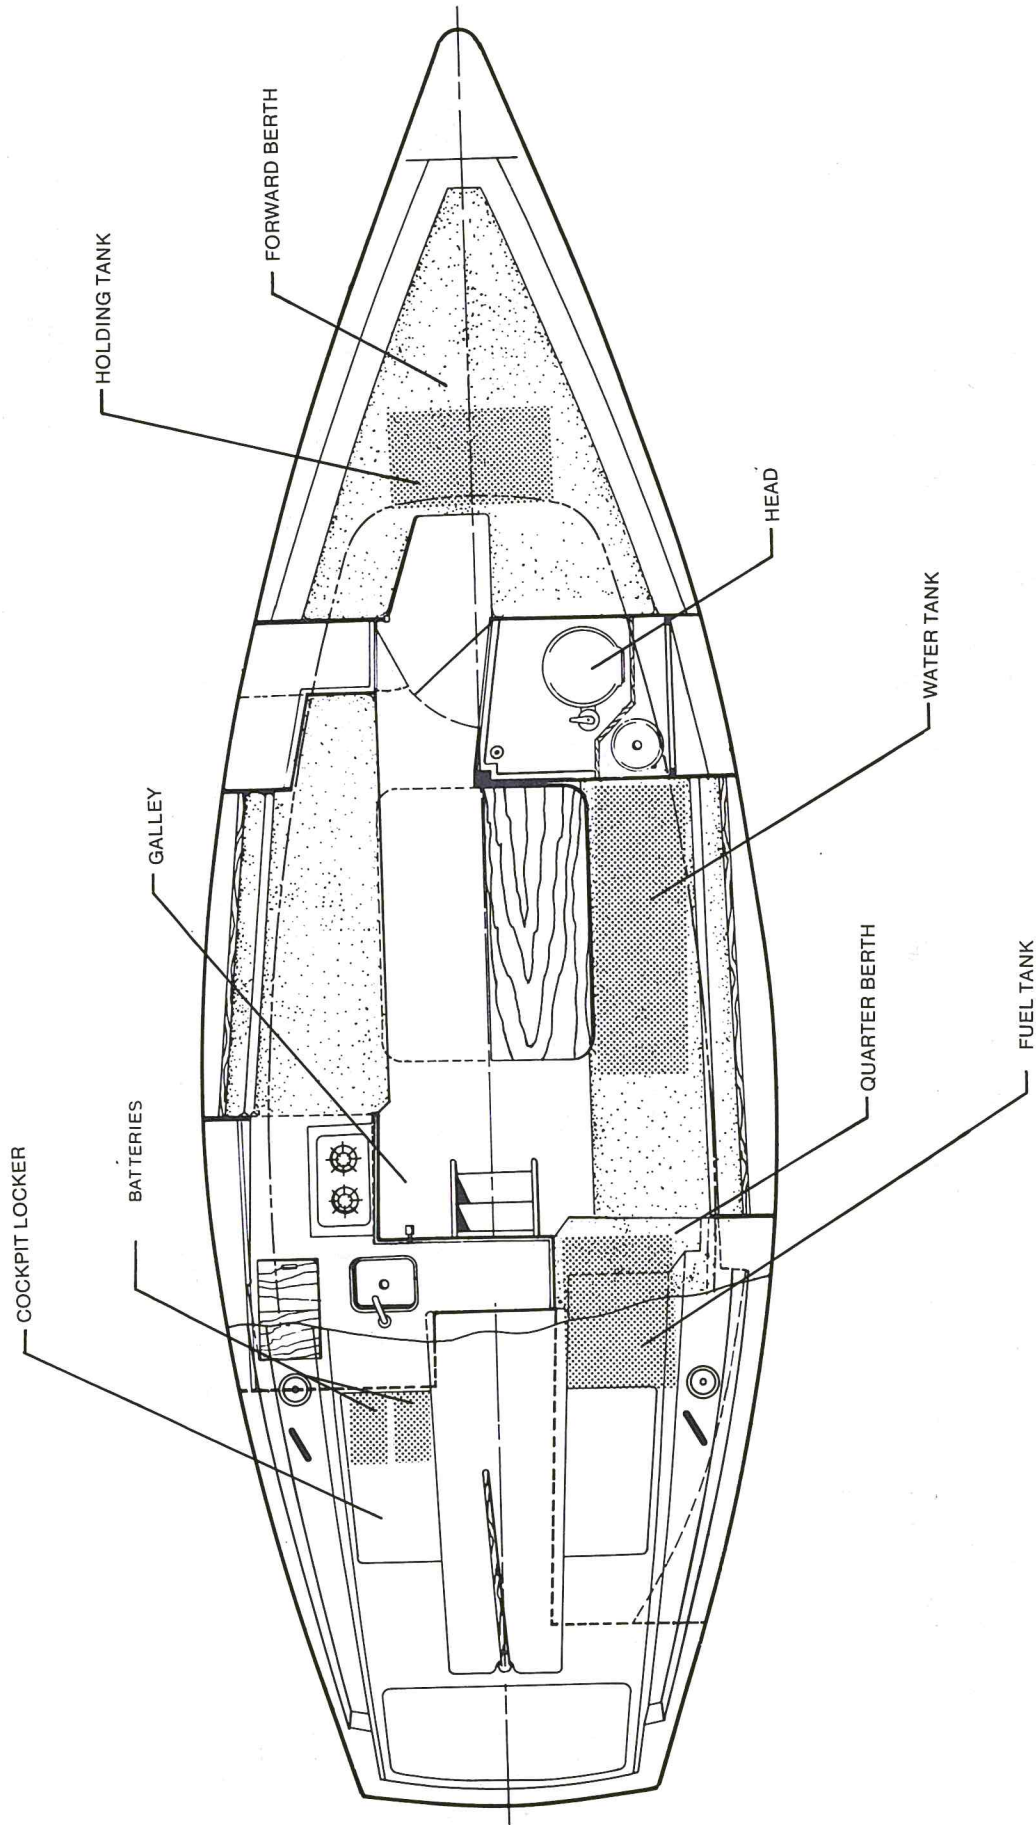 COCKPIT LOCKER
BATTERIES
GALLEY
HOLDING TANK
FORWARD BERTH
HEAD
WATER TANK
QUARTER BERTH
FUEL TANK